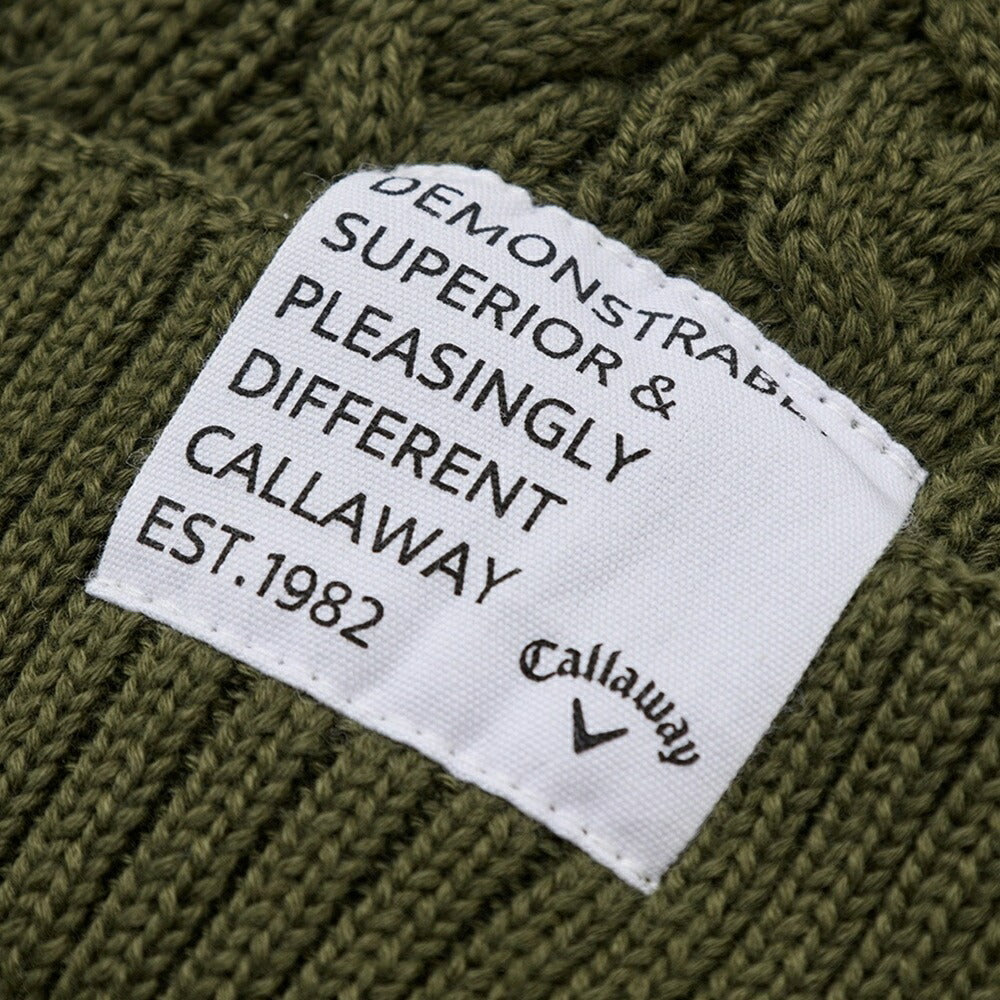 DEMONSTRABL
SUPERIOR &
PLEASINGLY
DIFFERENT
CALLAWAY
EST.1982
Callaway